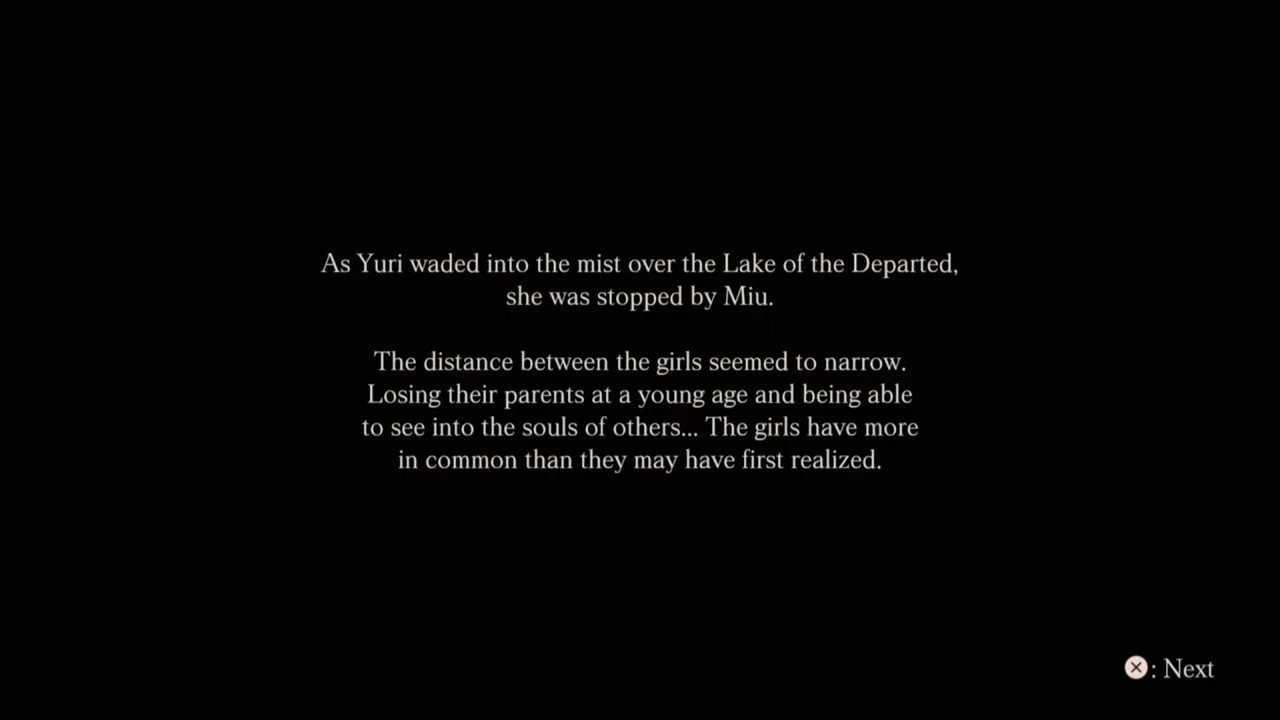 As Yuri waded into the mist over the Lake of the Departed,
she was stopped by Miu.
The distance between the girls seemed to narrow.
Losing their parents at a young age and being able
to see into the souls of others... The girls have more
in common than they may have first realized.
ⓧ: Next